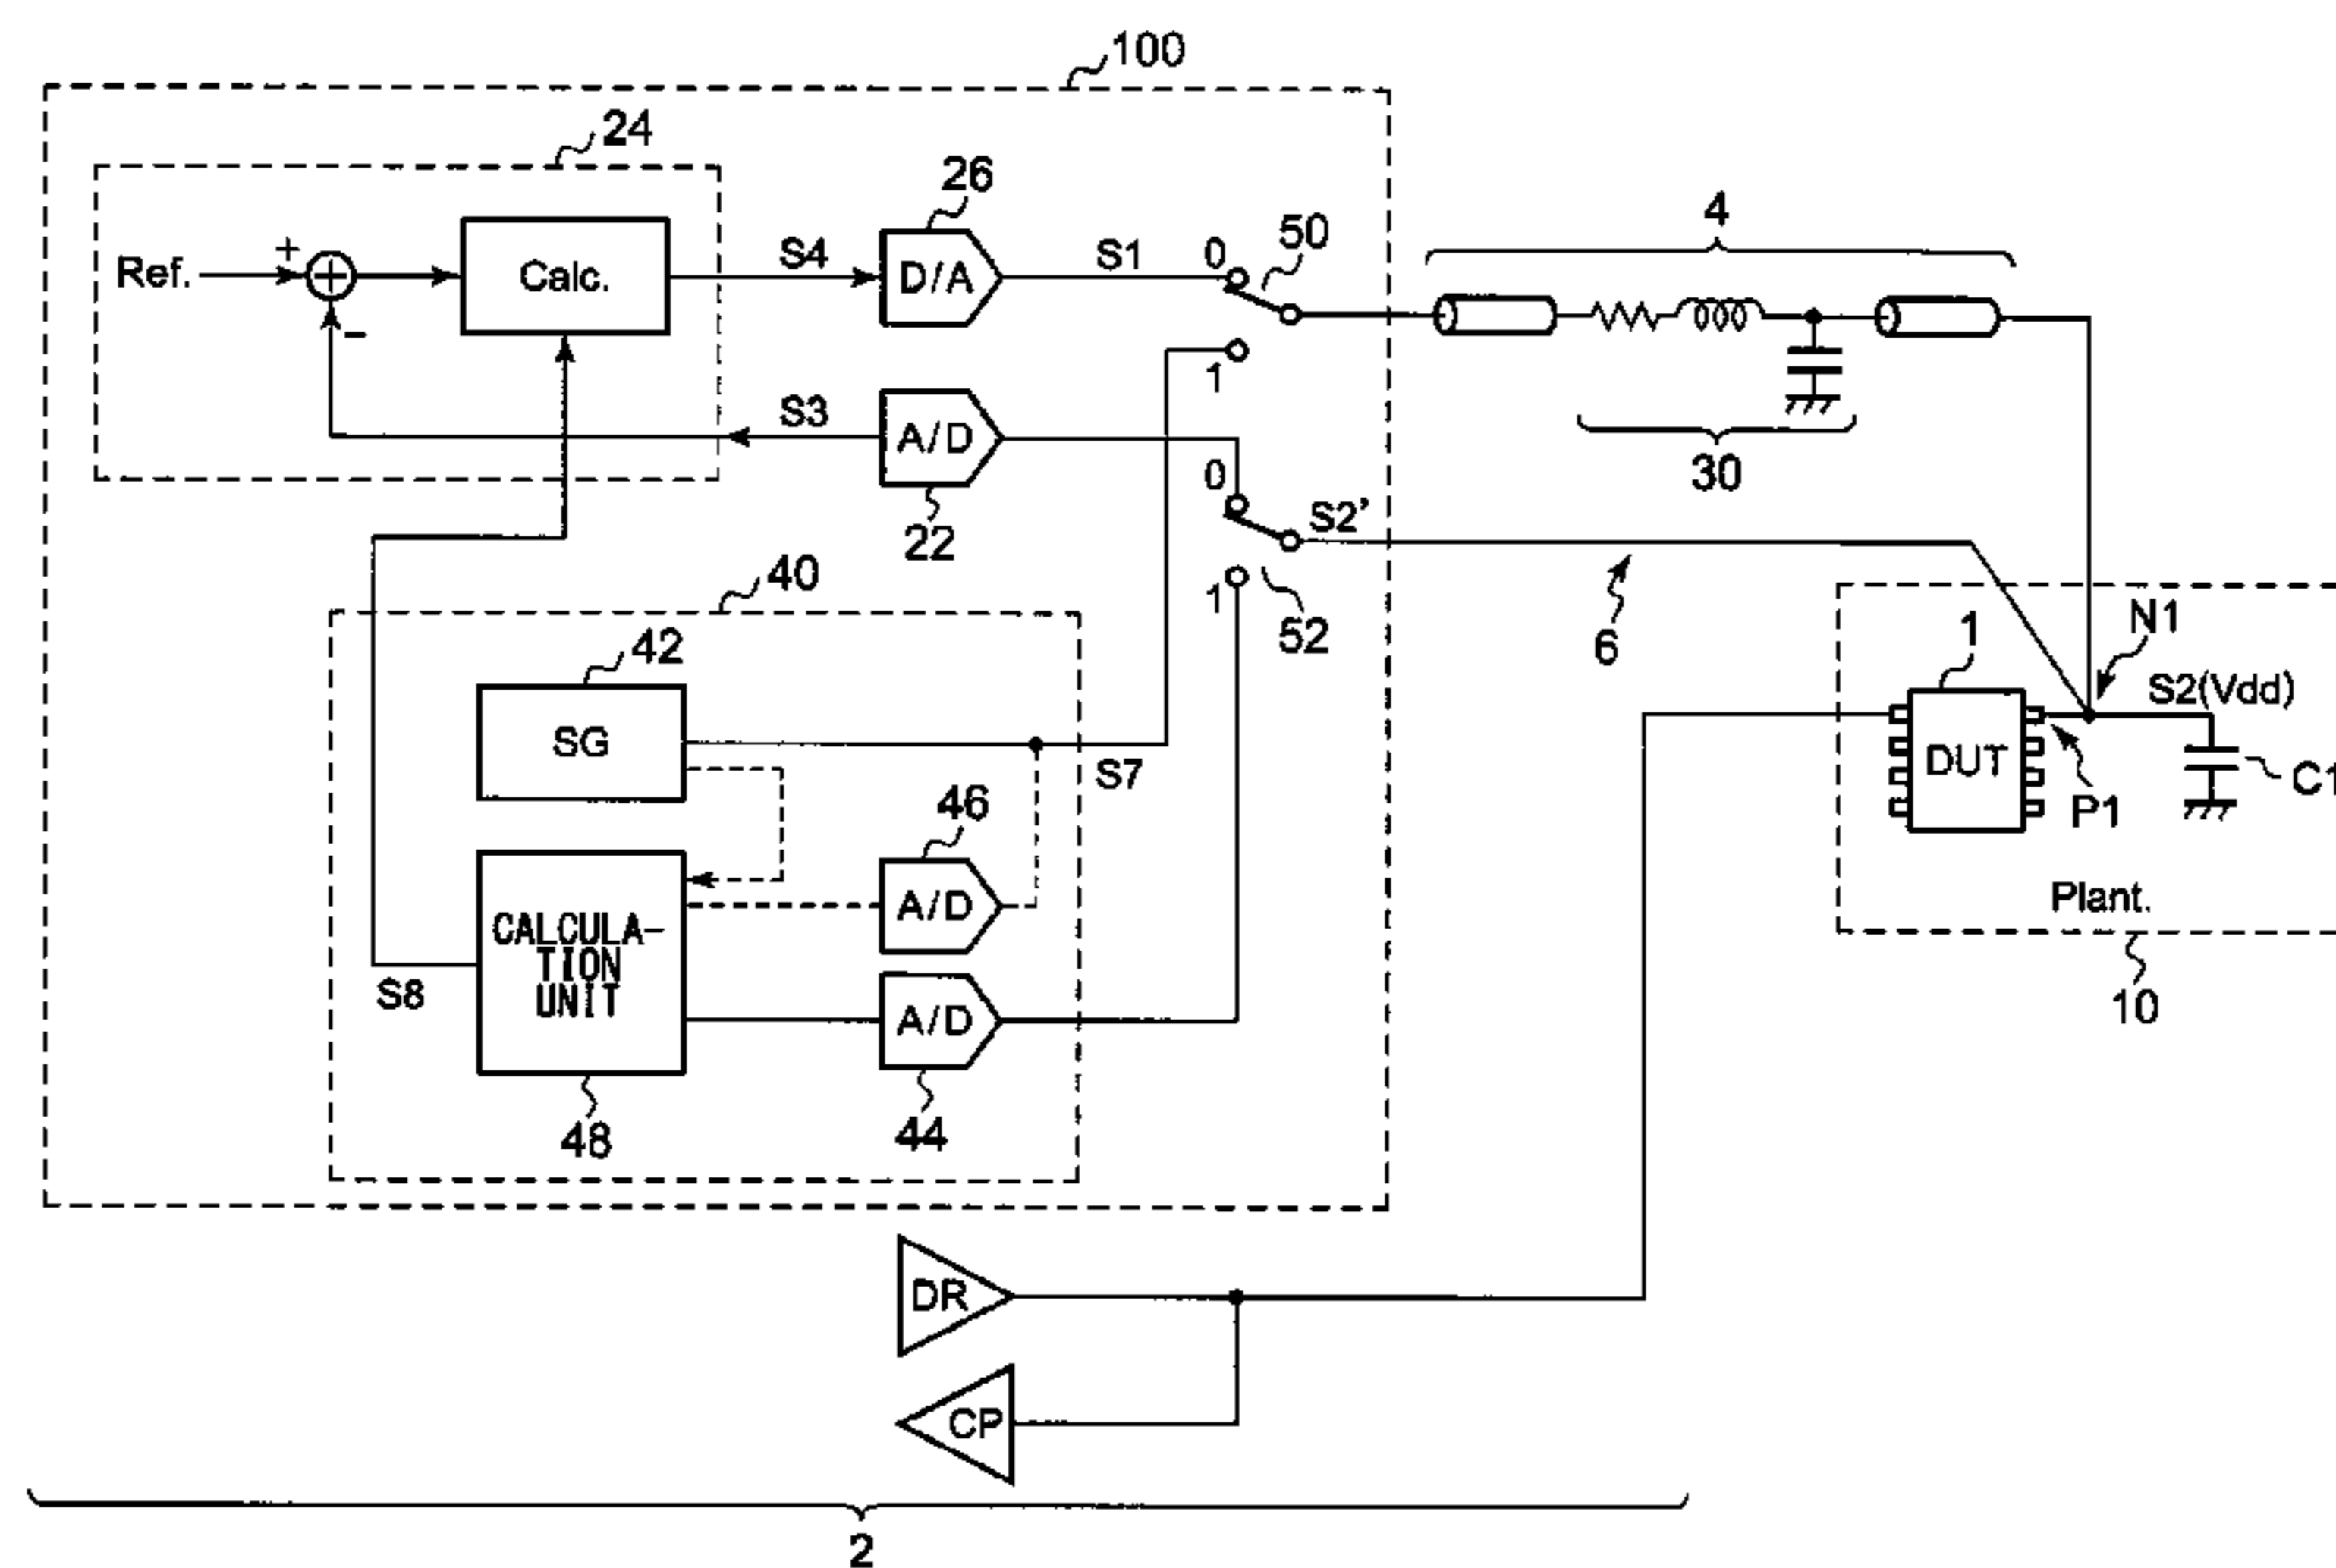 100
24
26
Ref.
+
−
Calc.
S4
D/A
S1
0
50
1
4
30
S3
A/D
22
0
S2'
1
52
6
40
42
SG
S7
46
A/D
CALCULA-
TION
UNIT
S8
A/D
48
44
1
N1
S2(Vdd)
DUT
P1
C1
Plant.
10
DR
CP
2